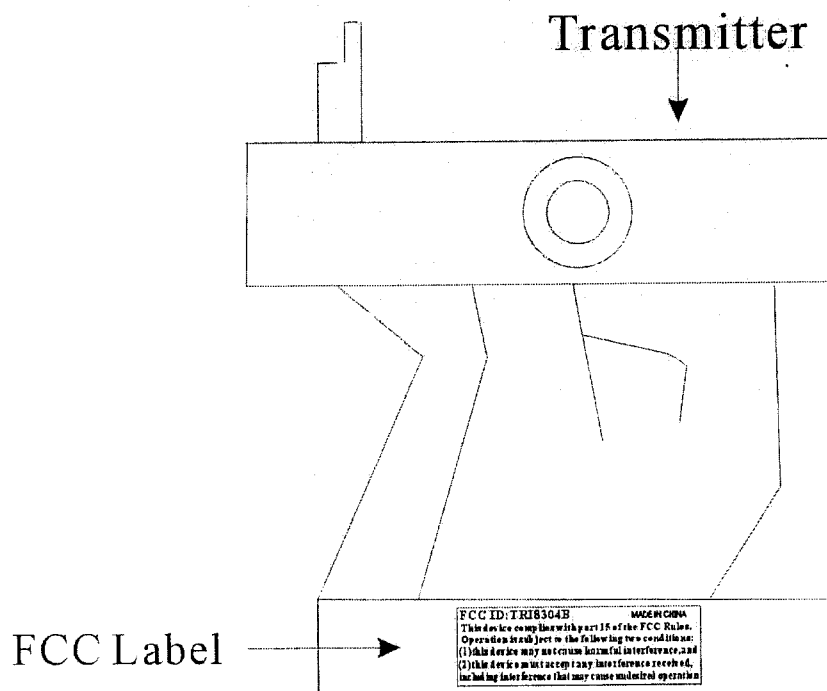 Transmitter
FCC ID: TRI8304B MADE IN CHINA
This device complies with part 15 of the FCC Rules.
Operation is subject to the following two conditions:
(1) this device may not cause harmful interference, and
(2) this device must accept any interference received,
including interference that may cause undesired operation
FCC Label